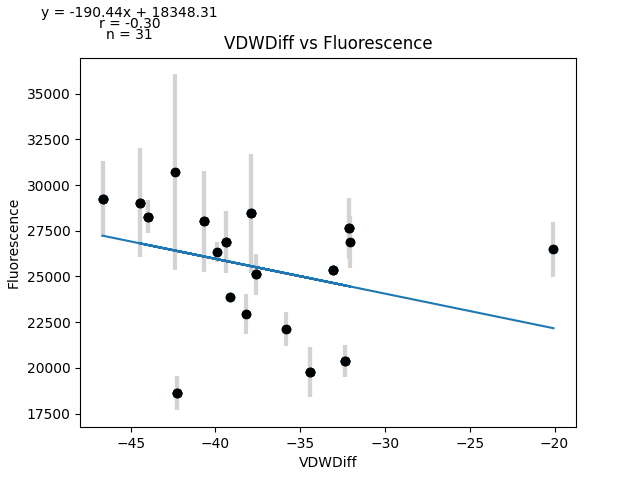 y = -190.44x + 18348.31
r = -0.30
n = 31
VDWDiff vs Fluorescence
Fluorescence
35000
32500
30000
27500
25000
22500
20000
17500
−45 −40 −35 −30 −25 −20
VDWDiff